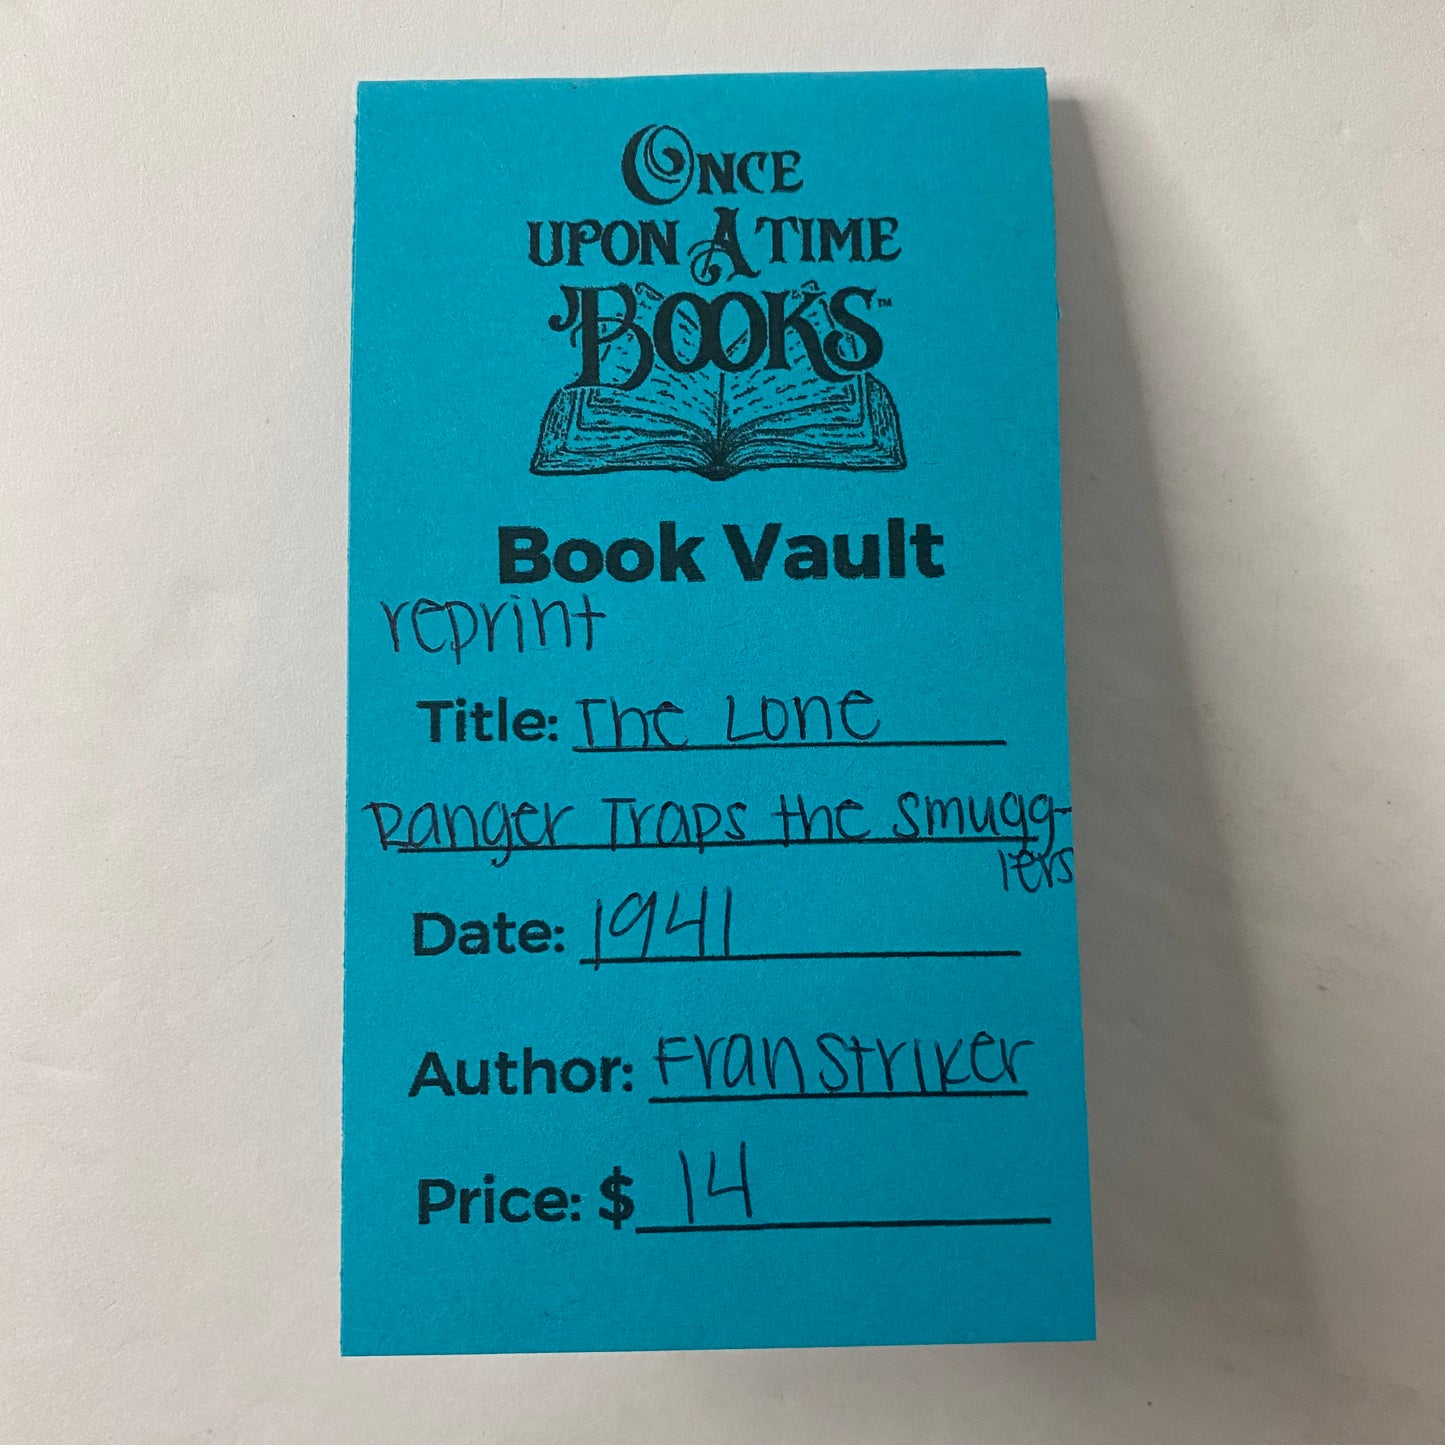 ONCE
UPON A TIME
BOOKS™
Book Vault
reprint
Title: The Lone
Ranger Traps the Smugg-
lers
Date: 1941
Author: Fran Striker
Price: $ 14